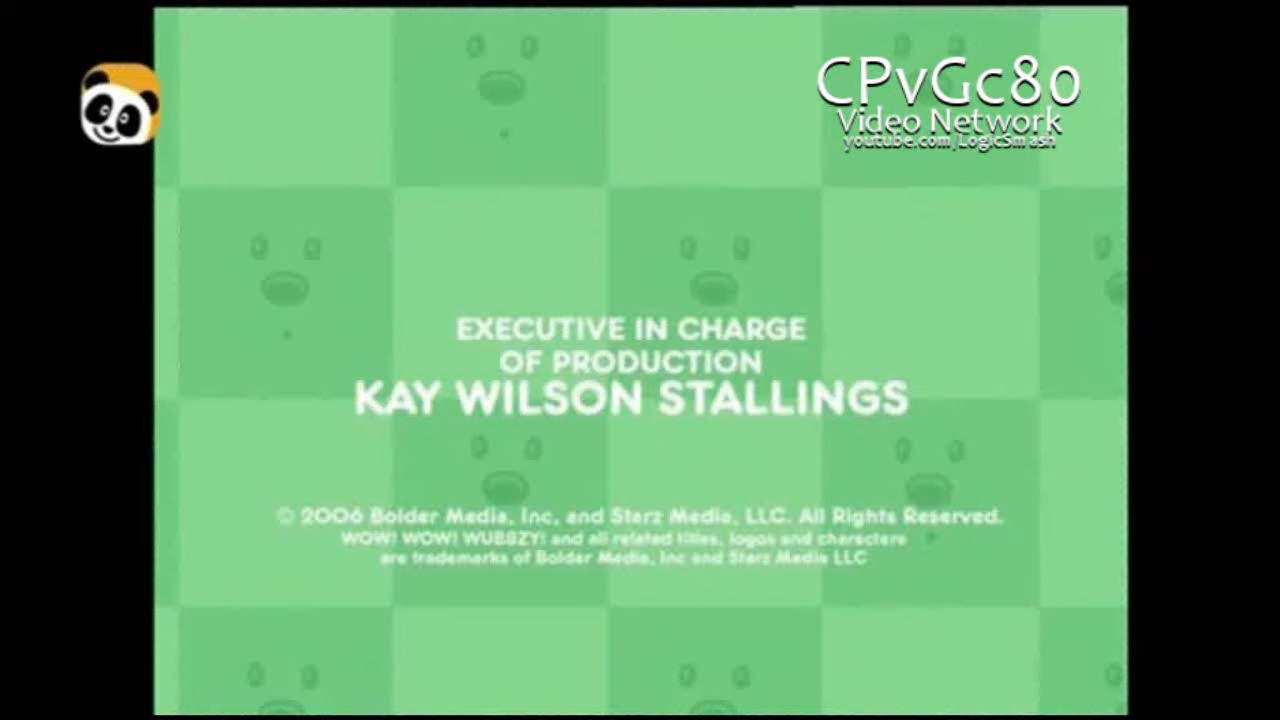 CPvGc80
Video Network
youtube.com/LogicSmash
EXECUTIVE IN CHARGE
OF PRODUCTION
KAY WILSON STALLINGS
© 2006 Bolder Media, Inc, and Starz Media, LLC. All Rights Reserved.
WOW! WOW! WUBBZY! and all related titles, logos and characters
are trademarks of Bolder Media, Inc and Starz Media LLC